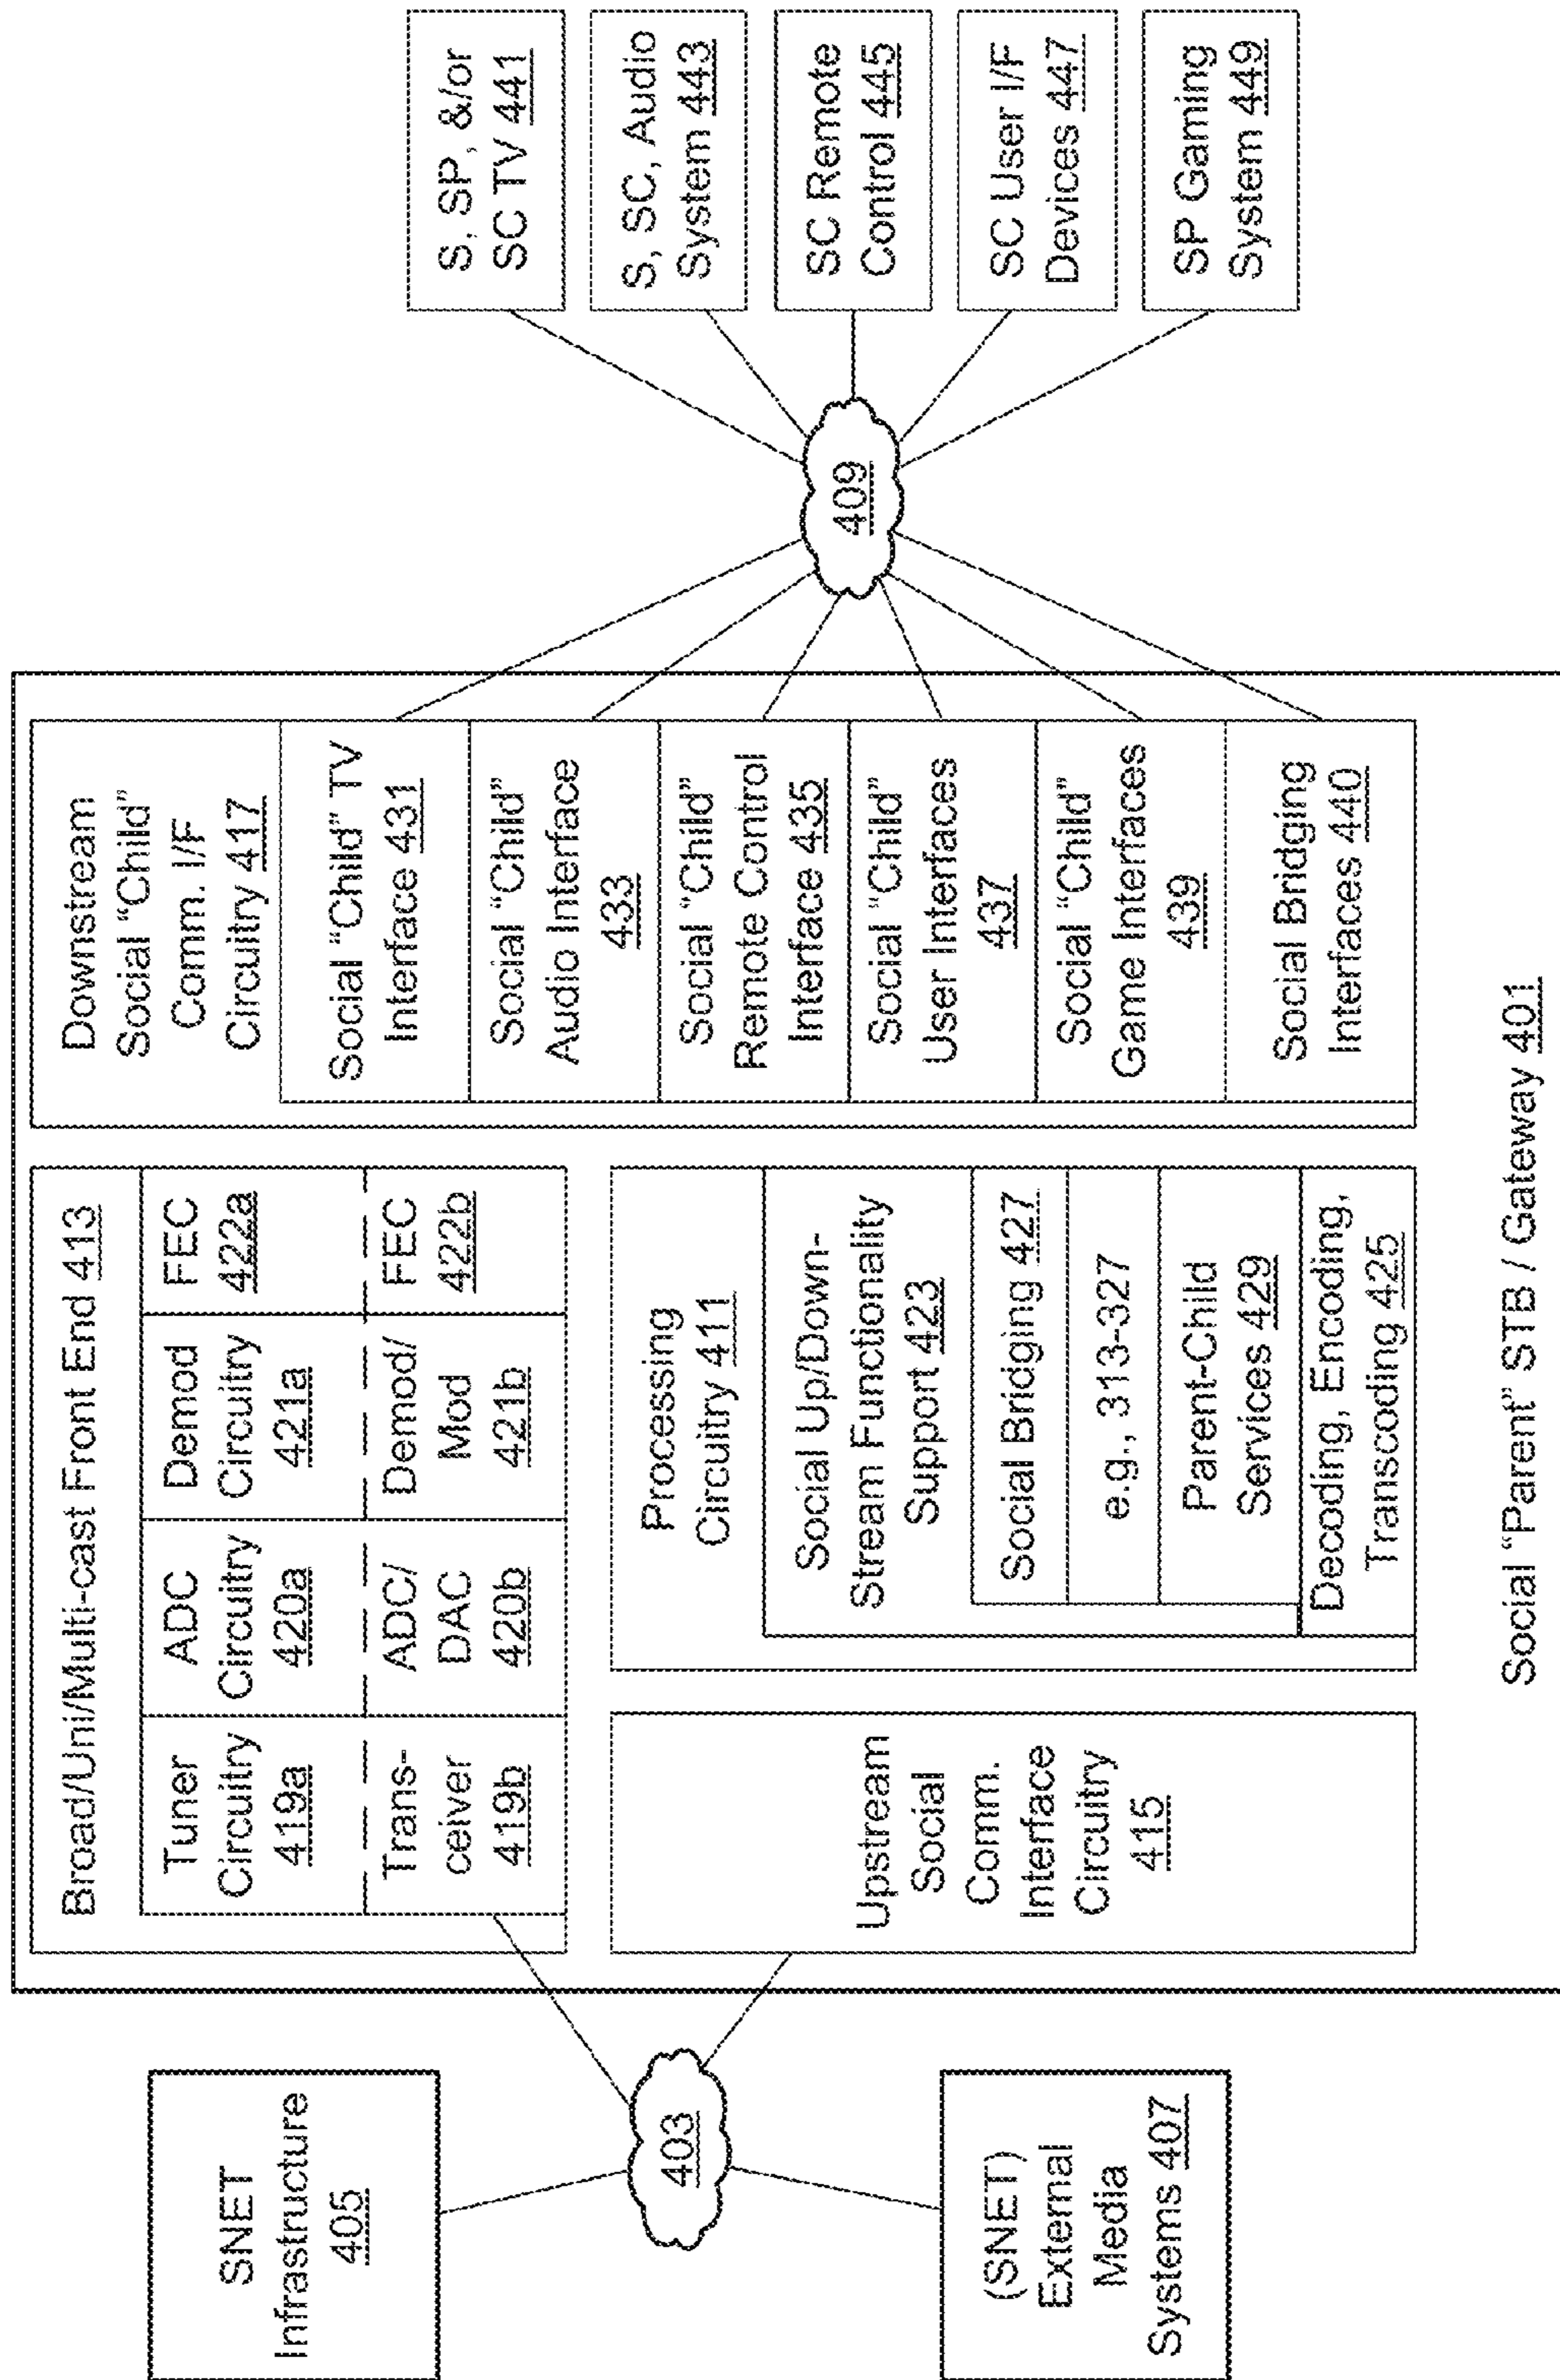 SNET
Infrastructure
405
(SNET)
External
Media
Systems 407
403
Broad/Uni/Multi-cast Front End 413
Tuner
Circuitry
419a
ADC
Circuitry
420a
Demod
Circuitry
421a
FEC
422a
Trans-
ceiver
419b
ADC/
DAC
420b
Demod/
Mod
421b
FEC
422b
Upstream
Social
Comm.
Interface
Circuitry
415
Processing
Circuitry 411
Social Up/Down-
Stream Functionality
Support 423
Social Bridging 427
e.g., 313-327
Parent-Child
Services 429
Decoding, Encoding,
Transcoding 425
Downstream
Social “Child”
Comm. I/F
Circuitry 417
Social “Child” TV
Interface 431
Social “Child”
Audio Interface
433
Social “Child”
Remote Control
Interface 435
Social “Child”
User Interfaces
437
Social “Child”
Game Interfaces
439
Social Bridging
Interfaces 440
Social “Parent” STB / Gateway 401
409
S, SP, &/or
SC TV 441
S, SC, Audio
System 443
SC Remote
Control 445
SC User I/F
Devices 447
SP Gaming
System 449